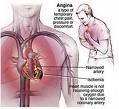 Angina
a type of
temporary chest
pain, pressure
or discomfort.
Narrowed
artery
Ischemia
Heart muscle is not
receiving enough
oxygen due to
a narrowed
coronary artery